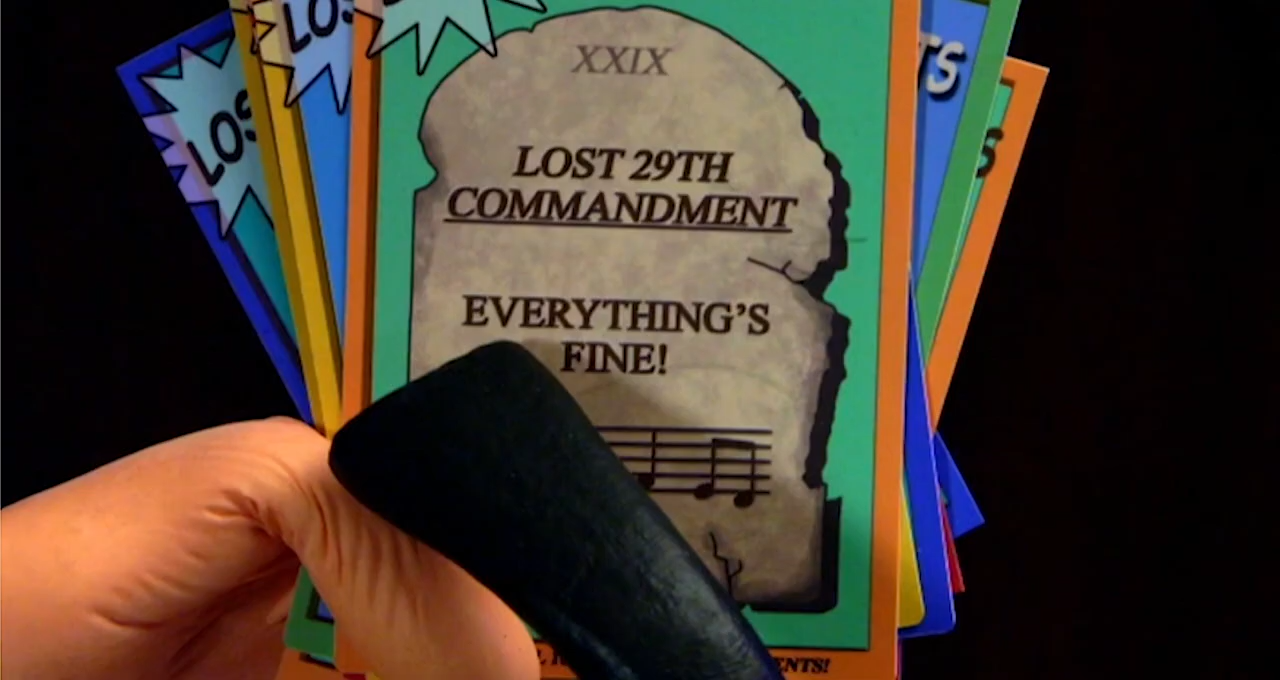 XXIX
LOST 29TH
COMMANDMENT
EVERYTHING'S
FINE!